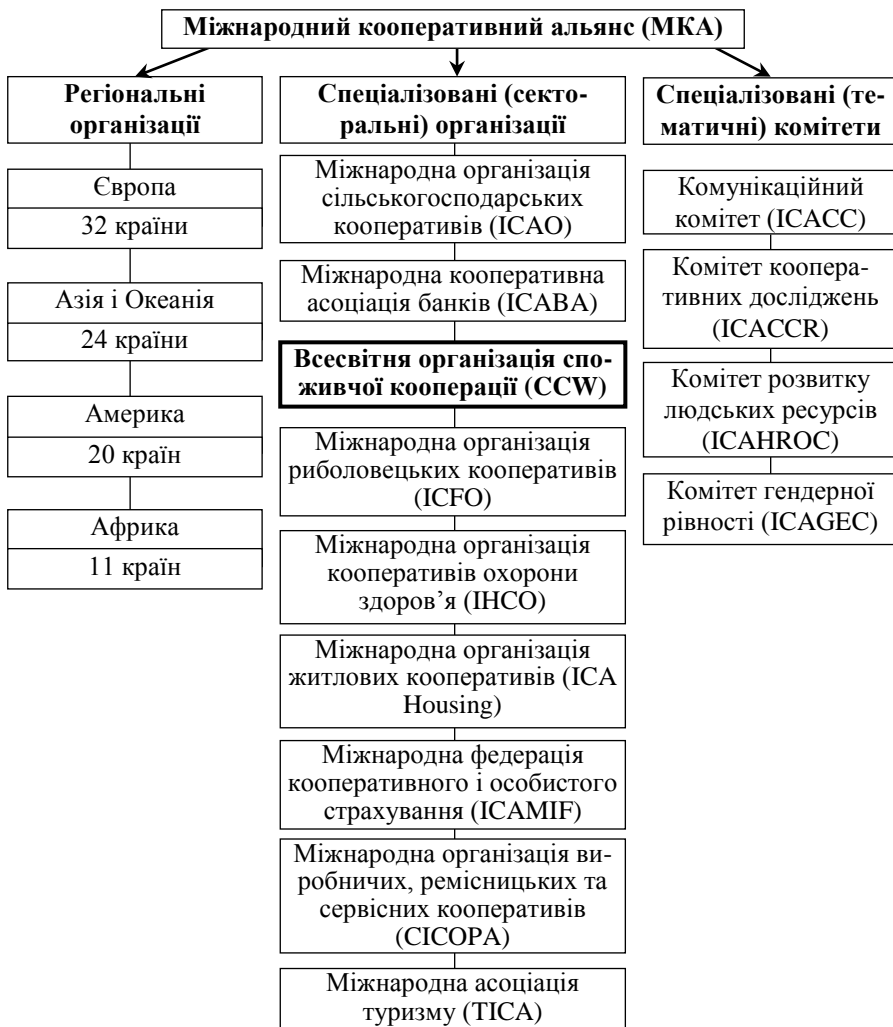 Міжнародний кооперативний альянс (МКА)
Регіональні
організації
Європа
32 країни
Азія і Океанія
24 країни
Америка
20 країн
Африка
11 країн
Спеціалізовані (секто-
ральні) організації
Міжнародна організація
сільськогосподарських
кооперативів (ICAO)
Міжнародна кооперативна
асоціація банків (ICABA)
Всесвітня організація спо-
живчої кооперації (CCW)
Міжнародна організація
риболовецьких кооперативів
(ICFO)
Міжнародна організація
кооперативів охорони
здоров’я (IHCO)
Міжнародна організація
житлових кооперативів (ICA
Housing)
Міжнародна федерація
кооперативного і особистого
страхування (ICAMIF)
Міжнародна організація ви-
робничих, ремісницьких та
сервісних кооперативів
(CICOPA)
Міжнародна асоціація
туризму (TICA)
Спеціалізовані (те-
матичні) комітети
Комунікаційний
комітет (ICACC)
Комітет коопера-
тивних досліджень
(ICACCR)
Комітет розвитку
людських ресурсів
(ICAHROC)
Комітет гендерної
рівності (ICAGEC)